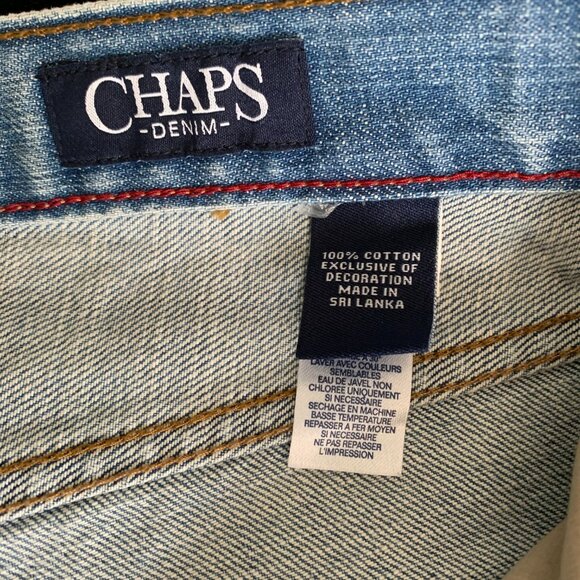 CHAPS
-DENIM-
100% COTTON
EXCLUSIVE OF
DECORATION
MADE IN
SRI LANKA
LAVER AVEC COULEURS
SEMBLABLES
EAU DE JAVEL NON
CHLOREE UNIQUEMENT
SI NECESSAIRE
SECHAGE EN MACHINE
BASSE TEMPERATURE
REPASSER A FER MOYEN
SI NECESSAIRE
NE PAS REPASSER
L'IMPRESSION